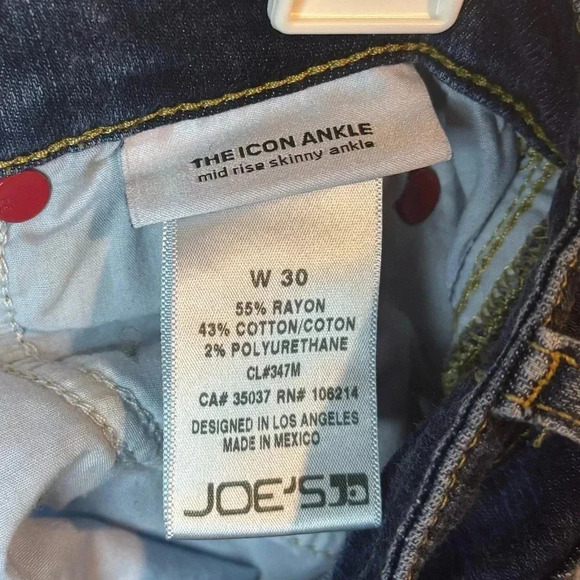 THE ICON ANKLE
mid rise skinny ankle
W 30
55% RAYON
43% COTTON/COTON
2% POLYURETHANE
CL#347M
CA# 35037 RN# 106214
DESIGNED IN LOS ANGELES
MADE IN MEXICO
JOE'S